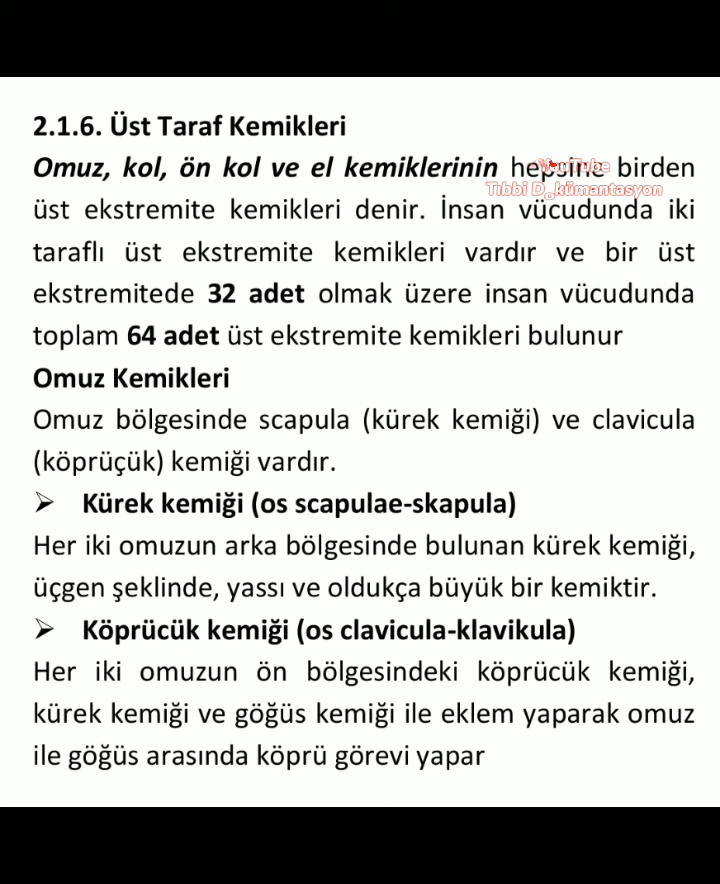 2.1.6. Üst Taraf Kemikleri
Omuz, kol, ön kol ve el kemiklerinin hepsine birden
YouTube
Tıbbi Dokümantasyon
üst ekstremite kemikleri denir. İnsan vücudunda iki
taraflı üst ekstremite kemikleri vardır ve bir üst
ekstremitede 32 adet olmak üzere insan vücudunda
toplam 64 adet üst ekstremite kemikleri bulunur
Omuz Kemikleri
Omuz bölgesinde scapula (kürek kemiği) ve clavicula
(köprüçük) kemiği vardır.
➢ Kürek kemiği (os scapulae-skapula)
Her iki omuzun arka bölgesinde bulunan kürek kemiği,
üçgen şeklinde, yassı ve oldukça büyük bir kemiktir.
➢ Köprücük kemiği (os clavicula-klavikula)
Her iki omuzun ön bölgesindeki köprücük kemiği,
kürek kemiği ve göğüs kemiği ile eklem yaparak omuz
ile göğüs arasında köprü görevi yapar